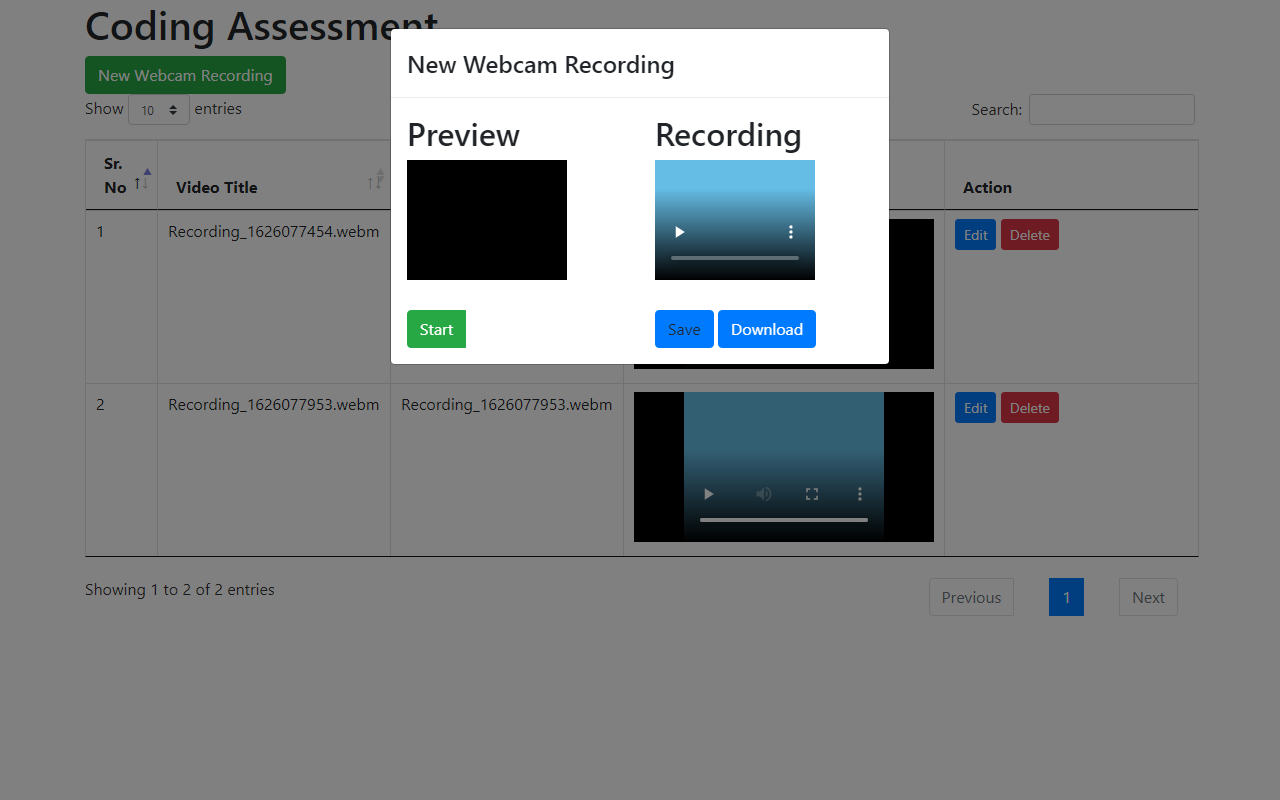 Coding Assessment
New Webcam Recording
Show 10 entries
Search:
Sr. No
Video Title
Action
1
Recording_1626077454.webm
Edit Delete
2
Recording_1626077953.webm
Recording_1626077953.webm
Edit Delete
Showing 1 to 2 of 2 entries
Previous 1 Next
New Webcam Recording
Preview
Recording
Start
Save Download